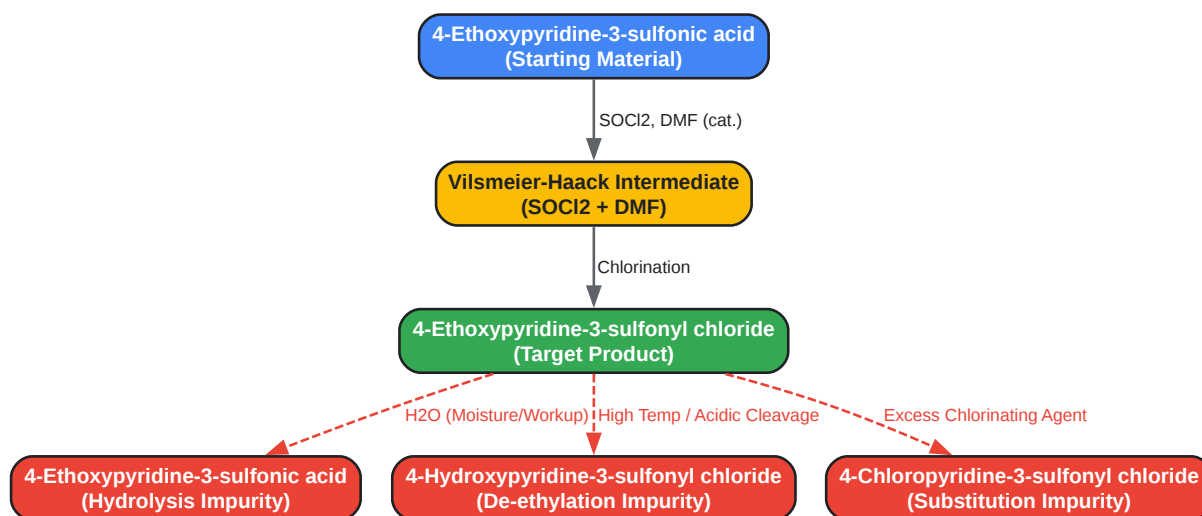 4-Ethoxypyridine-3-sulfonic acid
(Starting Material)
SOCl2, DMF (cat.)
Vilsmeier-Haack Intermediate
(SOCl2 + DMF)
Chlorination
4-Ethoxypyridine-3-sulfonyl chloride
(Target Product)
H2O (Moisture/Workup)
High Temp / Acidic Cleavage
Excess Chlorinating Agent
4-Ethoxypyridine-3-sulfonic acid
(Hydrolysis Impurity)
4-Hydroxypyridine-3-sulfonyl chloride
(De-ethylation Impurity)
4-Chloropyridine-3-sulfonyl chloride
(Substitution Impurity)